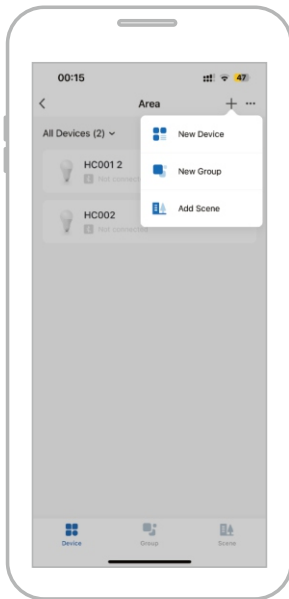 00:15 47
Area
All Devices (2)
New Device
HC001 2
Not connected
New Group
HC002
Add Scene
Not connected
Device Group Scene